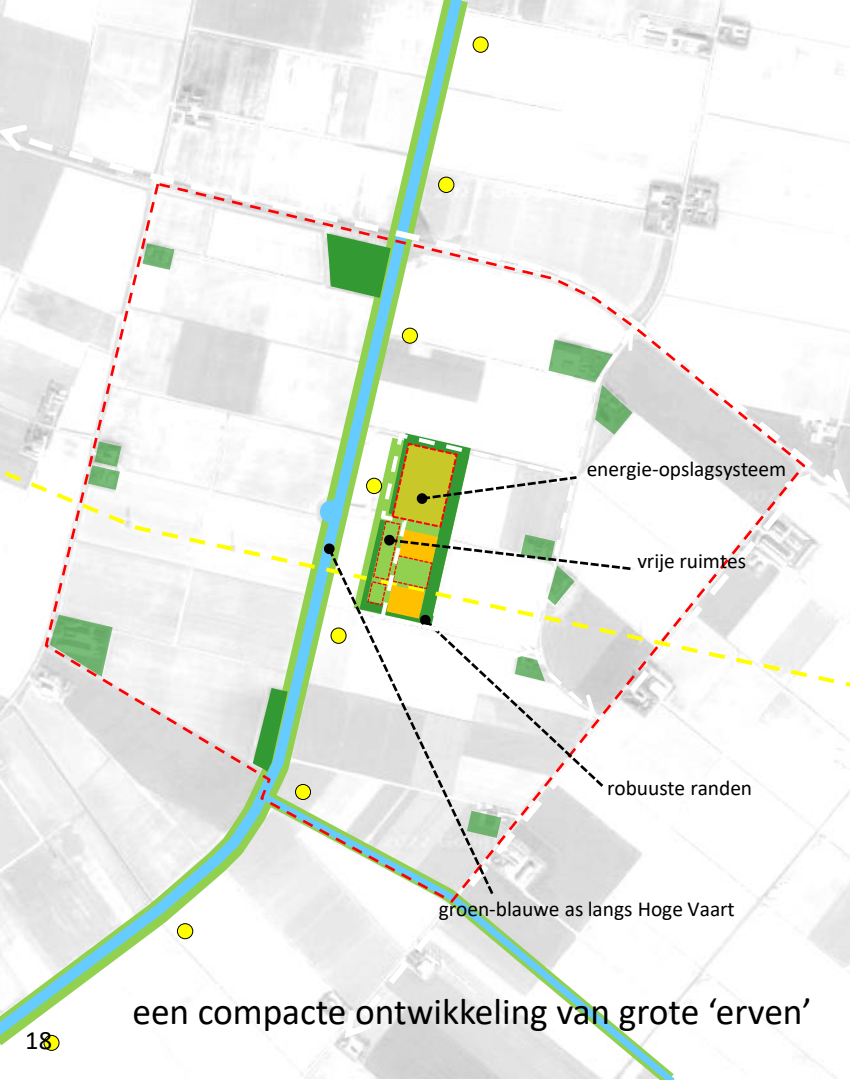 energie-opslagsysteem
vrije ruimtes
robuuste randen
groen-blauwe as langs Hoge Vaart
een compacte ontwikkeling van grote ‘erven’
18